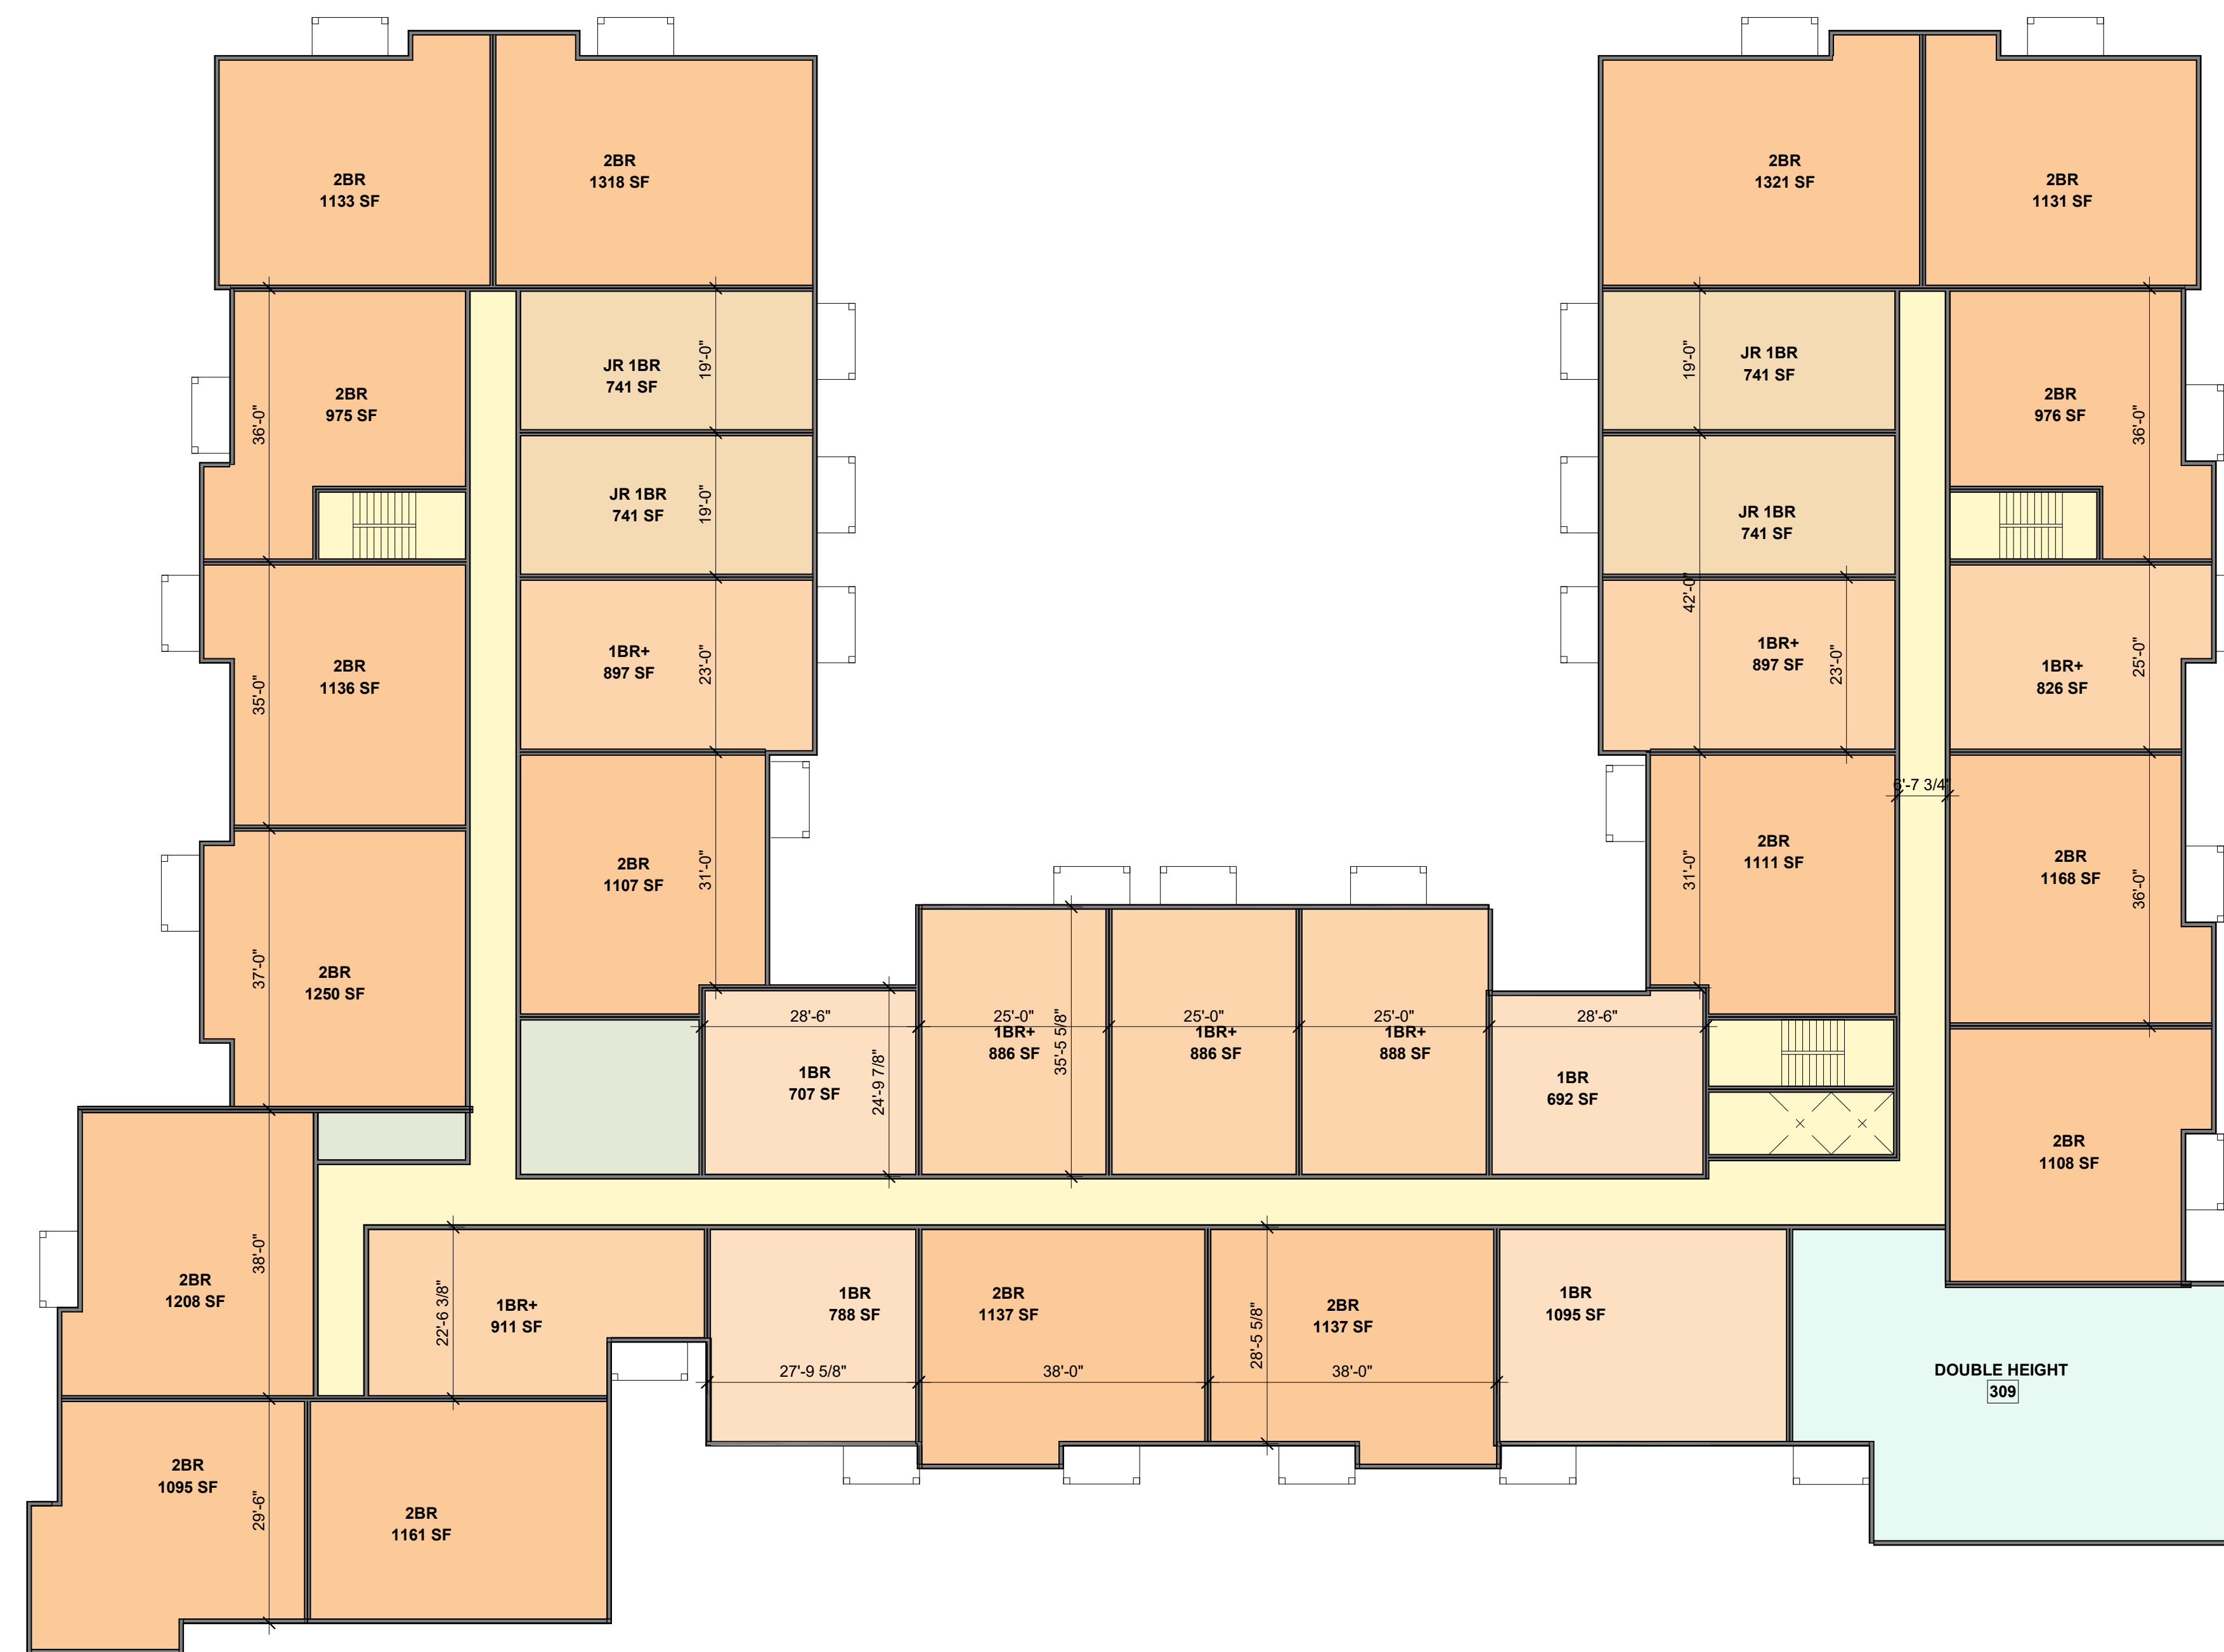 2BR
1133 SF
2BR
1318 SF
2BR
1321 SF
2BR
1131 SF
2BR
975 SF
36'-0"
JR 1BR
741 SF
19'-0"
19'-0"
JR 1BR
741 SF
2BR
976 SF
36'-0"
JR 1BR
741 SF
19'-0"
JR 1BR
741 SF
42'-0"
2BR
1136 SF
35'-0"
1BR+
897 SF
23'-0"
1BR+
897 SF
23'-0"
1BR+
826 SF
25'-0"
6'-7 3/4"
2BR
1107 SF
31'-0"
31'-0"
2BR
1111 SF
2BR
1168 SF
36'-0"
2BR
1250 SF
37'-0"
28'-6"
25'-0"
25'-0"
25'-0"
28'-6"
1BR+
886 SF
35'-5 5/8"
1BR+
886 SF
1BR+
888 SF
1BR
707 SF
24'-9 7/8"
1BR
692 SF
2BR
1108 SF
2BR
1208 SF
38'-0"
22'-6 3/8"
1BR+
911 SF
1BR
788 SF
2BR
1137 SF
28'-5 5/8"
2BR
1137 SF
1BR
1095 SF
27'-9 5/8"
38'-0"
38'-0"
DOUBLE HEIGHT
309
2BR
1095 SF
29'-6"
2BR
1161 SF